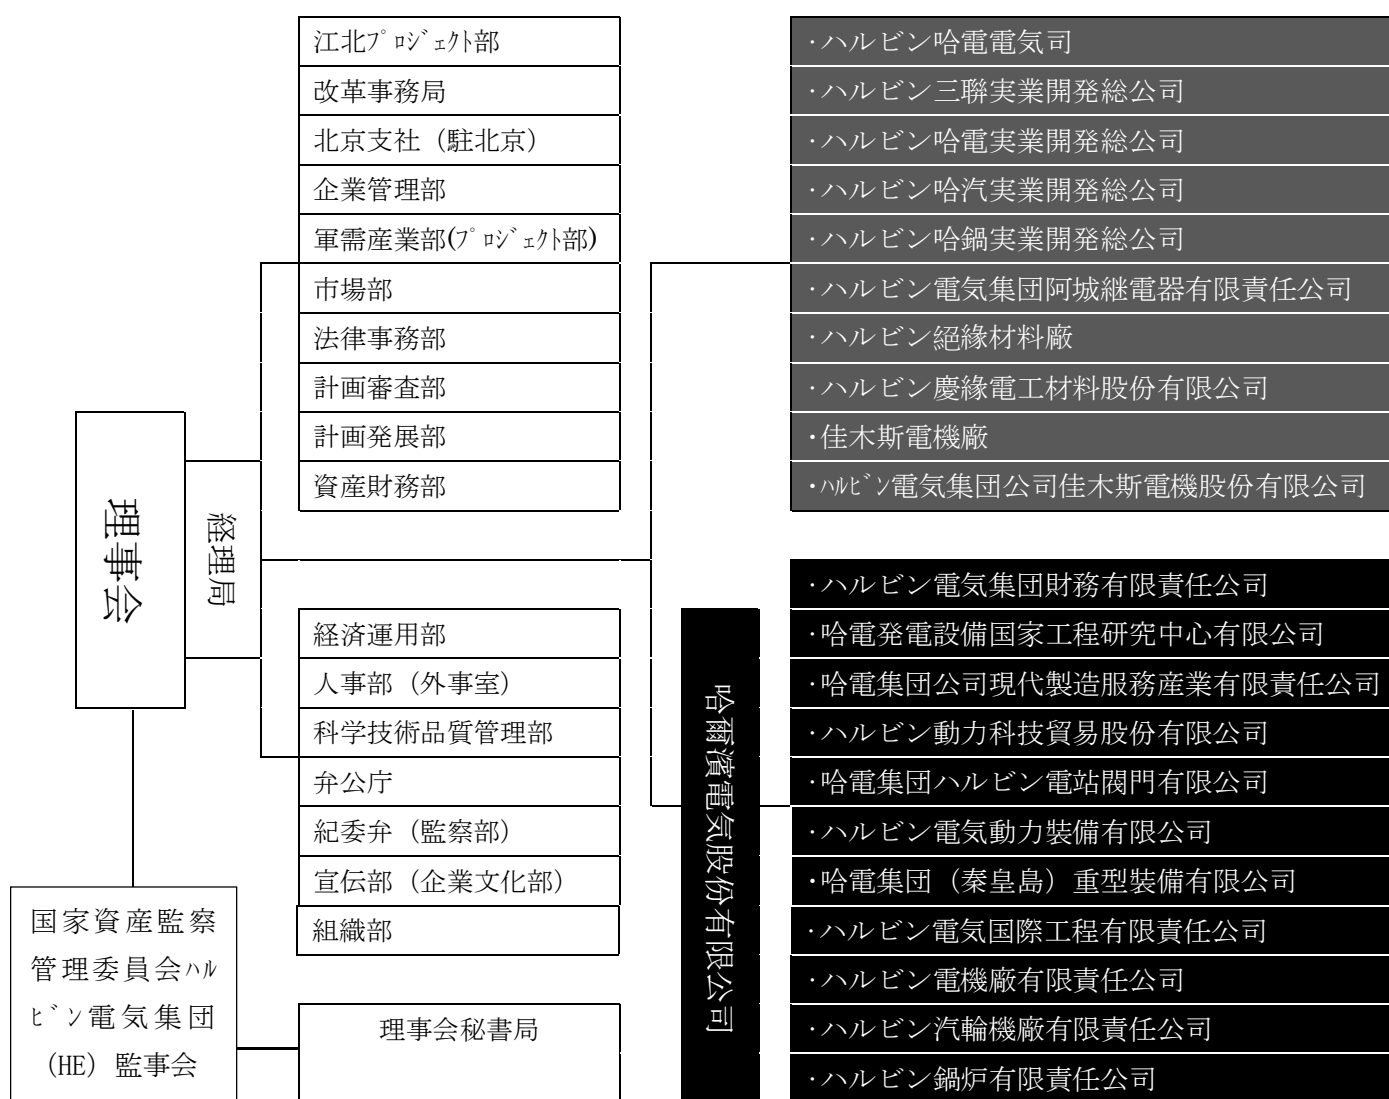 江北ﾌﾟﾛｼﾞｪｸﾄ部
改革事務局
北京支社（駐北京）
企業管理部
軍需産業部(ﾌﾟﾛｼﾞｪｸﾄ部)
市場部
法律事務部
計画審査部
計画発展部
資産財務部
・ハルビン哈電電気司
・ハルビン三聯実業開発総公司
・ハルビン哈電実業開発総公司
・ハルビン哈汽実業開発総公司
・ハルビン哈鍋実業開発総公司
・ハルビン電気集団阿城継電器有限責任公司
・ハルビン絕緣材料廠
・ハルビン慶緣電工材料股份有限公司
・佳木斯電機廠
・ﾊﾙﾋﾞﾝ電気集団公司佳木斯電機股份有限公司
理事会
経理局
経済運用部
人事部（外事室）
科学技術品質管理部
弁公庁
紀委弁（監察部）
宣伝部（企業文化部）
組織部
哈爾濱電気股份有限公司
・ハルビン電気集団財務有限責任公司
・哈電発電設備国家工程研究中心有限公司
・哈電集団公司現代製造服務産業有限責任公司
・ハルビン動力科技貿易股份有限公司
・哈電集団ハルビン電站閥門有限公司
・ハルビン電気動力装備有限公司
・哈電集団（秦皇島）重型装備有限公司
・ハルビン電気国際工程有限責任公司
・ハルビン電機廠有限責任公司
・ハルビン汽輪機廠有限責任公司
・ハルビン鍋炉有限責任公司
国家資産監察
管理委員会ﾊﾙ
ﾋﾞﾝ電気集団
（HE）監事会
理事会秘書局